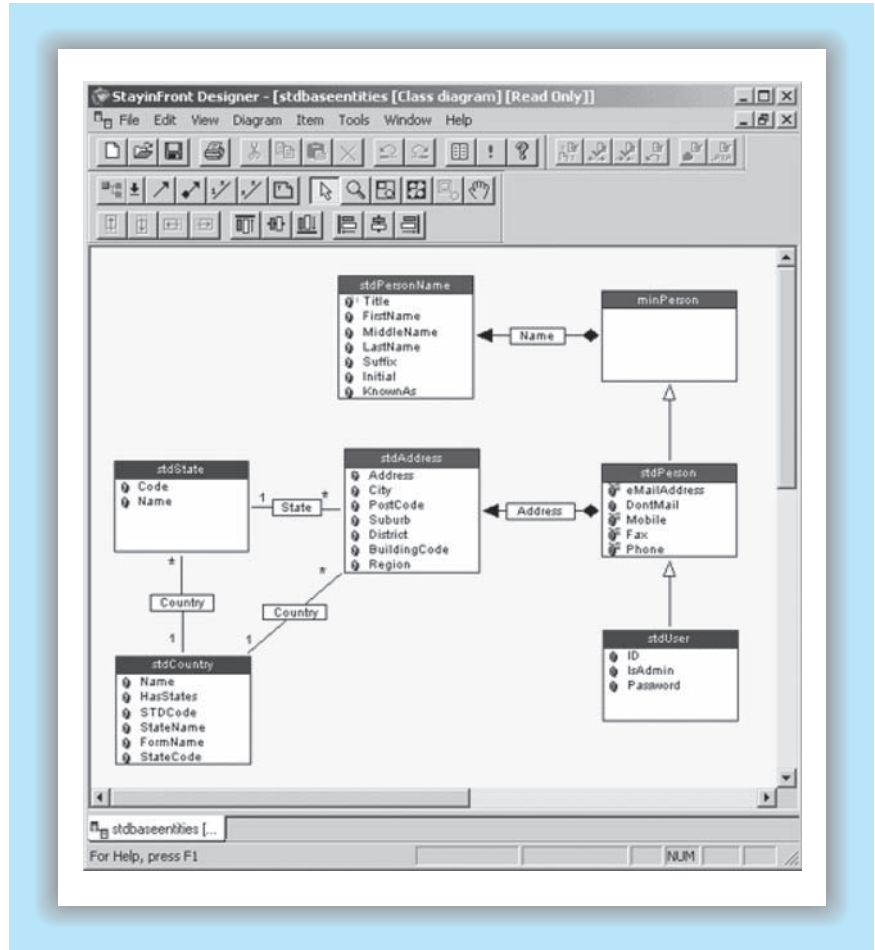 StayinFront Designer - [stdbaseentities [Class diagram] [Read Only]]
File Edit View Diagram Item Tools Window Help
stdPersonName
Title
FirstName
MiddleName
LastName
Suffix
Initial
KnownAs
Name
minPerson
stdState
Code
Name
1 State *
stdAddress
Address
City
PostCode
Suburb
District
BuildingCode
Region
Address
stdPerson
eMailAddress
DontMail
Mobile
Fax
Phone
*
Country
1
*
Country
1
stdCountry
Name
HasStates
STDCode
StateName
FormName
StateCode
stdUser
ID
IsAdmin
Password
stdbaseentities [...
For Help, press F1 NUM